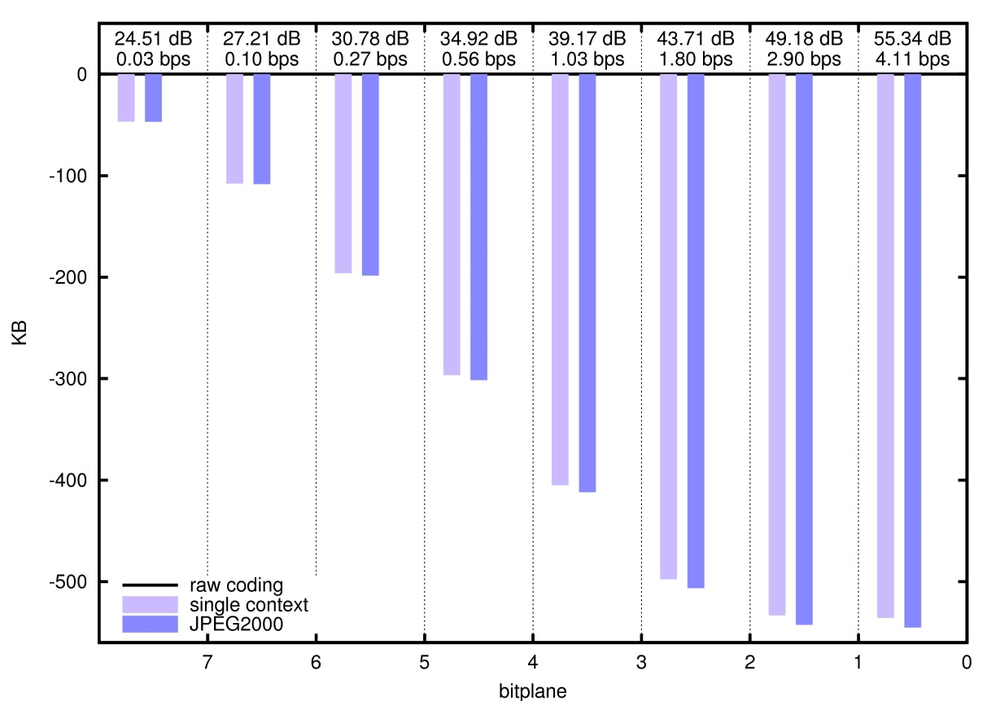 24.51 dB 27.21 dB 30.78 dB 34.92 dB 39.17 dB 43.71 dB 49.18 dB 55.34 dB
0.03 bps 0.10 bps 0.27 bps 0.56 bps 1.03 bps 1.80 bps 2.90 bps 4.11 bps
0
-100
-200
-300
-400
-500
KB
raw coding
single context
JPEG2000
7 6 5 4 3 2 1 0
bitplane